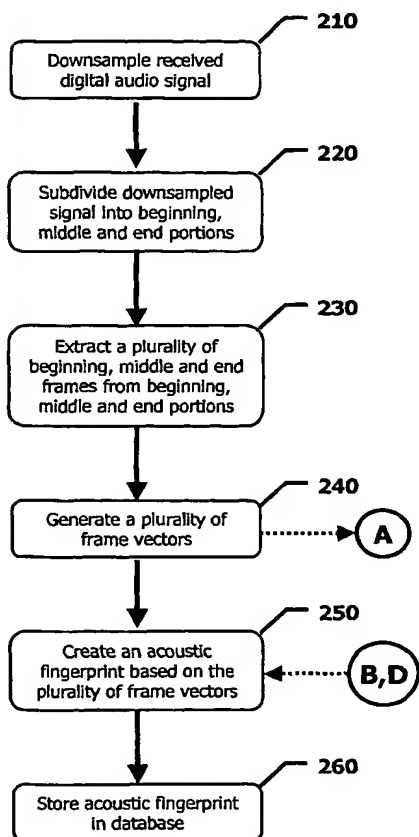 210
Downsample received
digital audio signal
220
Subdivide downsampled
signal into beginning,
middle and end portions
230
Extract a plurality of
beginning, middle and end
frames from beginning,
middle and end portions
240
Generate a plurality of
frame vectors
A
250
Create an acoustic
fingerprint based on the
plurality of frame vectors
B,D
260
Store acoustic fingerprint
in database